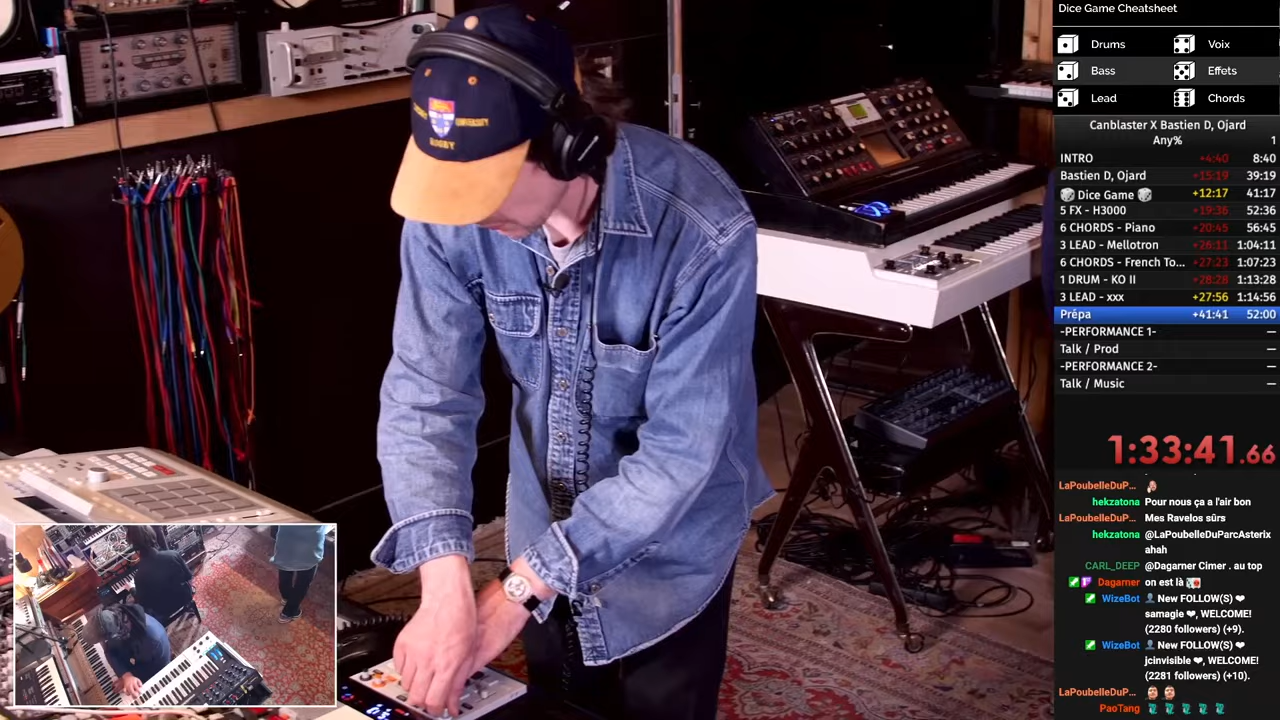 Dice Game Cheatsheet
Drums Voix
Bass Effets
Lead Chords
Canblaster X Bastien D, Ojard
Any% 1
INTRO +4:40 8:40
Bastien D, Ojard +15:19 39:19
Dice Game +12:17 41:17
5 FX - H3000 +19:36 52:36
6 CHORDS - Piano +20:45 56:45
3 LEAD - Mellotron +26:11 1:04:11
6 CHORDS - French To... +27:23 1:07:23
1 DRUM - KO II +28:28 1:13:28
3 LEAD - xxx +27:56 1:14:56
Prépa +41:41 52:00
-PERFORMANCE 1- —
Talk / Prod —
-PERFORMANCE 2- —
Talk / Music —
1:33:41.66
LaPoubelleDuP...
hekzatona Pour nous ça a l'air bon
LaPoubelleDuP... Mes Ravelos sûrs
hekzatona @LaPoubelleDuParcAsterix
ahah
CARL_DEEP @Dagamer Cimer . au top
Dagamer on est là
WizeBot New FOLLOW(S) ❤
samagie ❤, WELCOME!
(2280 followers) (+9).
WizeBot New FOLLOW(S) ❤
jcinvisible ❤, WELCOME!
(2281 followers) (+10).
LaPoubelleDuP...
PaoTang
UNIVERSITY
RUGBY